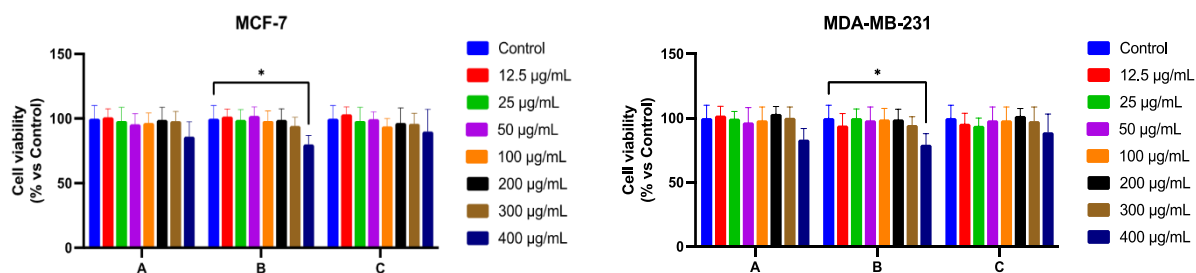 MCF-7
Cell viability
(% vs Control)
150
100
50
0
*
A
B
C
Control
12.5 µg/mL
25 µg/mL
50 µg/mL
100 µg/mL
200 µg/mL
300 µg/mL
400 µg/mL
MDA-MB-231
Cell viability
(% vs Control)
150
100
50
0
*
A
B
C
Control
12.5 µg/mL
25 µg/mL
50 µg/mL
100 µg/mL
200 µg/mL
300 µg/mL
400 µg/mL